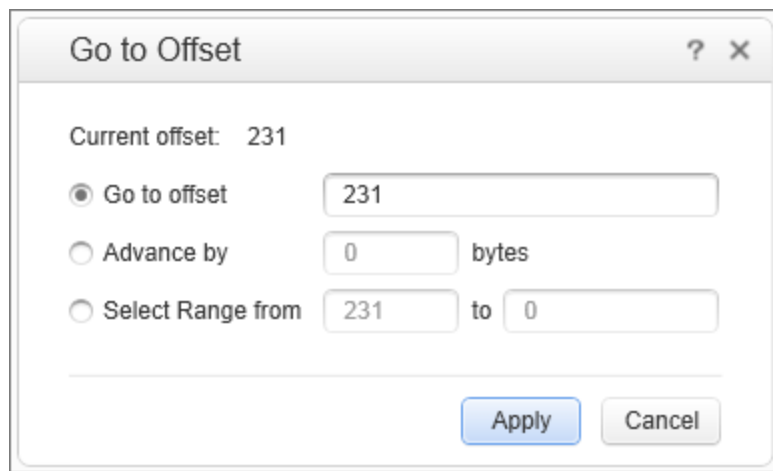 Go to Offset ?
Current offset: 231
Go to offset 231
Advance by 0 bytes
Select Range from 231 to 0
Apply Cancel